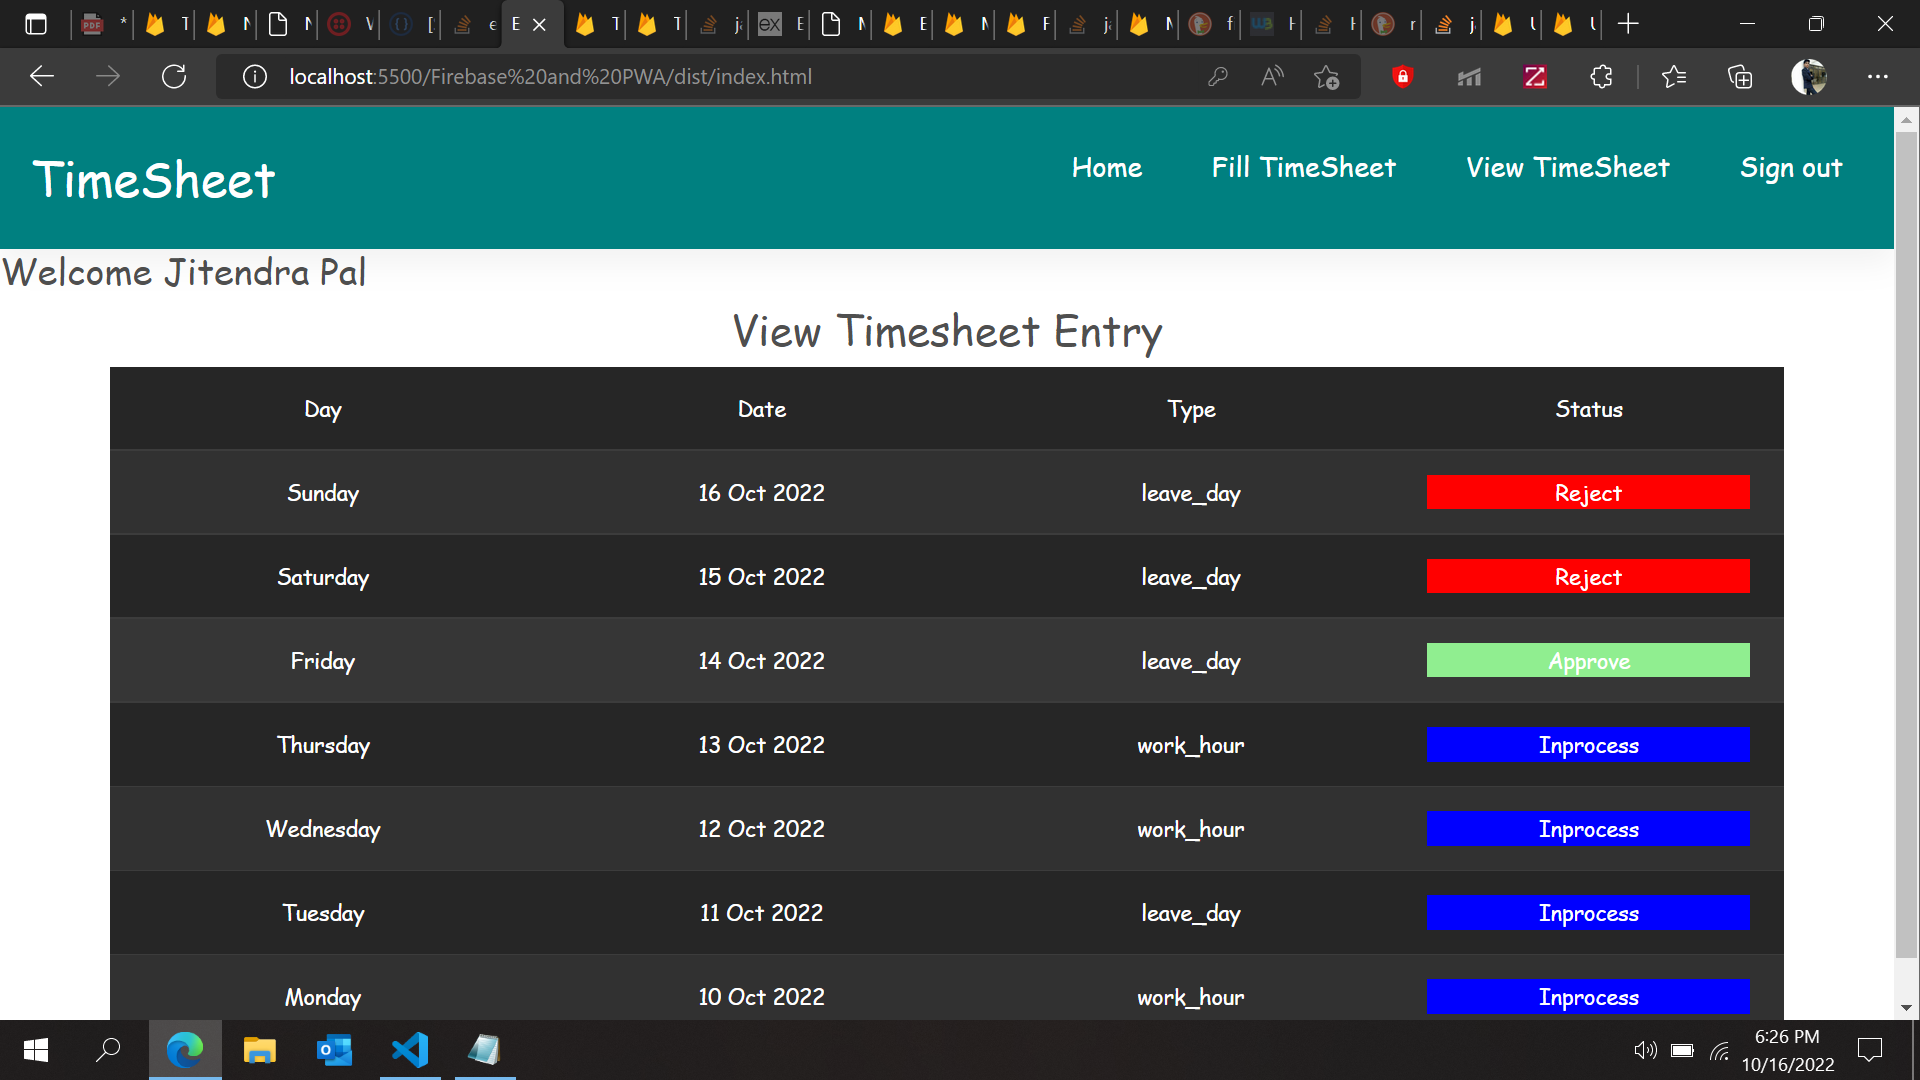 localhost:5500/Firebase%20and%20PWA/dist/index.html
TimeSheet
Home Fill TimeSheet View TimeSheet Sign out
Welcome Jitendra Pal
View Timesheet Entry
Day Date Type Status
Sunday 16 Oct 2022 leave_day Reject
Saturday 15 Oct 2022 leave_day Reject
Friday 14 Oct 2022 leave_day Approve
Thursday 13 Oct 2022 work_hour Inprocess
Wednesday 12 Oct 2022 work_hour Inprocess
Tuesday 11 Oct 2022 leave_day Inprocess
Monday 10 Oct 2022 work_hour Inprocess
6:26 PM
10/16/2022